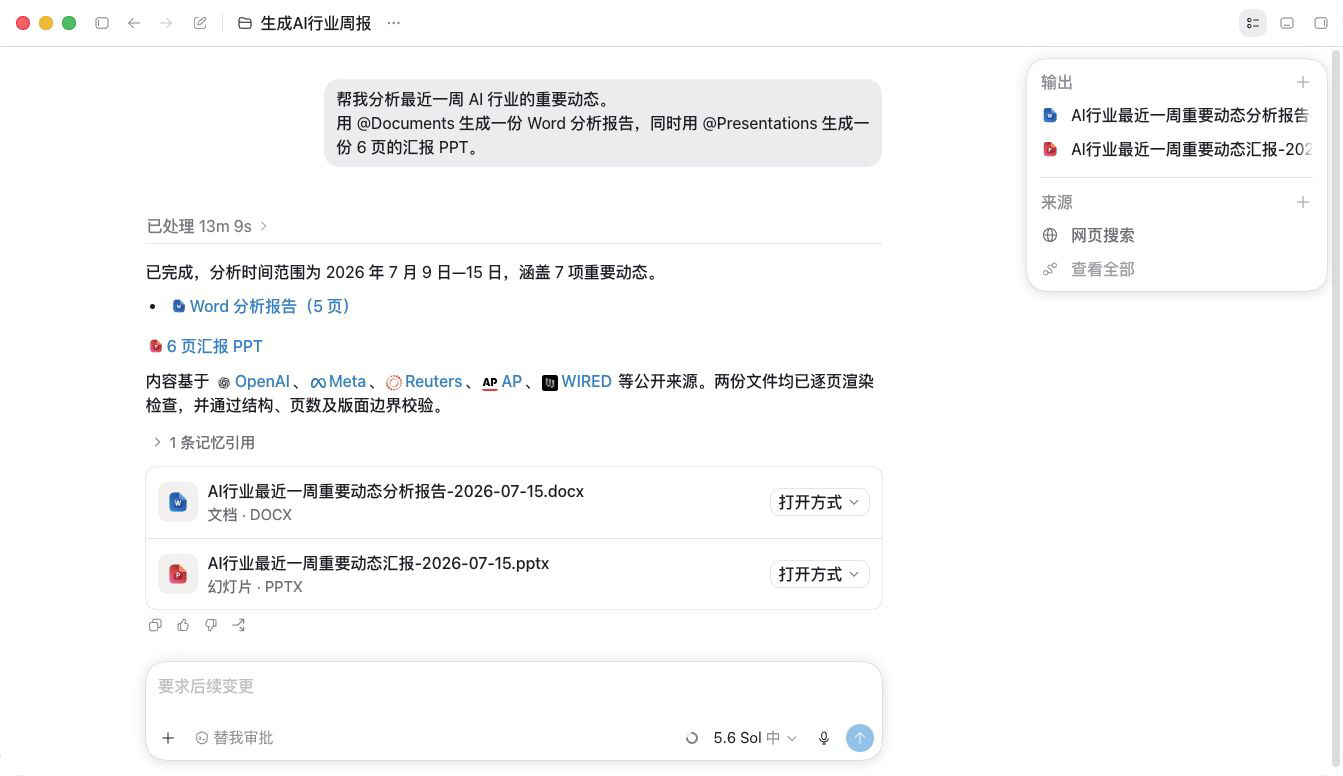 生成AI行业周报
帮我分析最近一周 AI 行业的重要动态。
用 @Documents 生成一份 Word 分析报告，同时用 @Presentations 生成一
份 6 页的汇报 PPT。
已处理 13m 9s
已完成，分析时间范围为 2026 年 7 月 9 日—15 日，涵盖 7 项重要动态。
Word 分析报告（5 页）
6 页汇报 PPT
内容基于 OpenAI、Meta、Reuters、AP AP、WIRED 等公开来源。两份文件均已逐页渲染
检查，并通过结构、页数及版面边界校验。
1 条记忆引用
W AI行业最近一周重要动态分析报告-2026-07-15.docx
文档 · DOCX
打开方式
P AI行业最近一周重要动态汇报-2026-07-15.pptx
幻灯片 · PPTX
打开方式
要求后续变更
替我审批
5.6 Sol 中
输出
AI行业最近一周重要动态分析报告
AI行业最近一周重要动态汇报-202
来源
网页搜索
查看全部